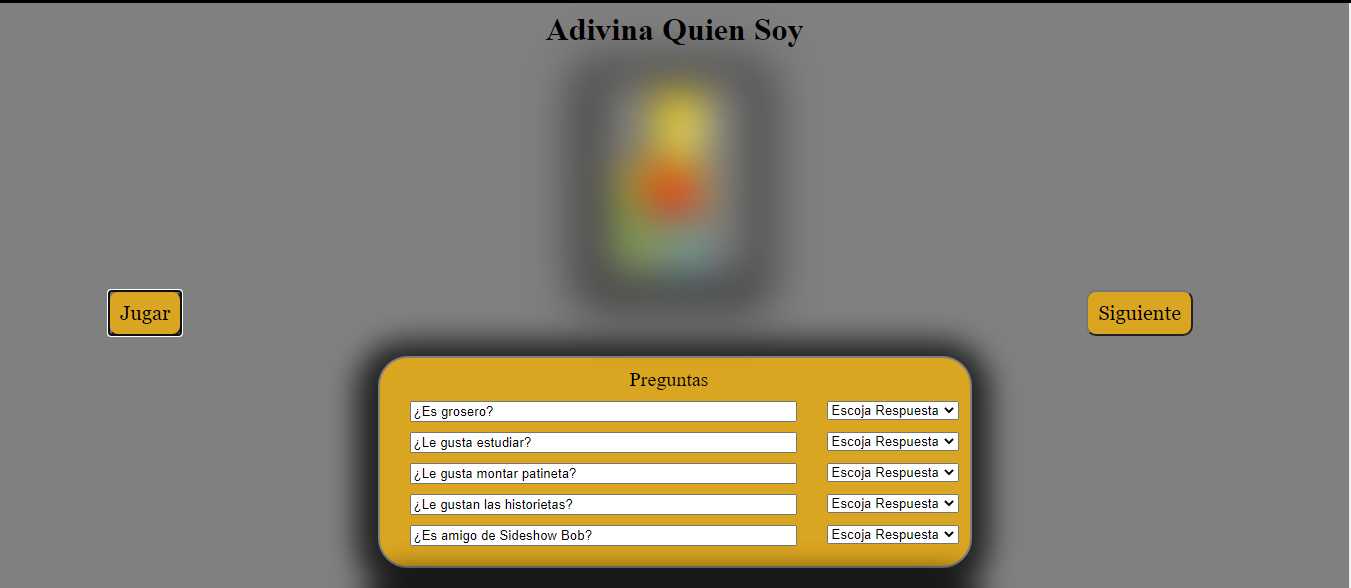 Adivina Quien Soy
Jugar
Siguiente
Preguntas
¿Es grosero? Escoja Respuesta
¿Le gusta estudiar? Escoja Respuesta
¿Le gusta montar patineta? Escoja Respuesta
¿Le gustan las historietas? Escoja Respuesta
¿Es amigo de Sideshow Bob? Escoja Respuesta